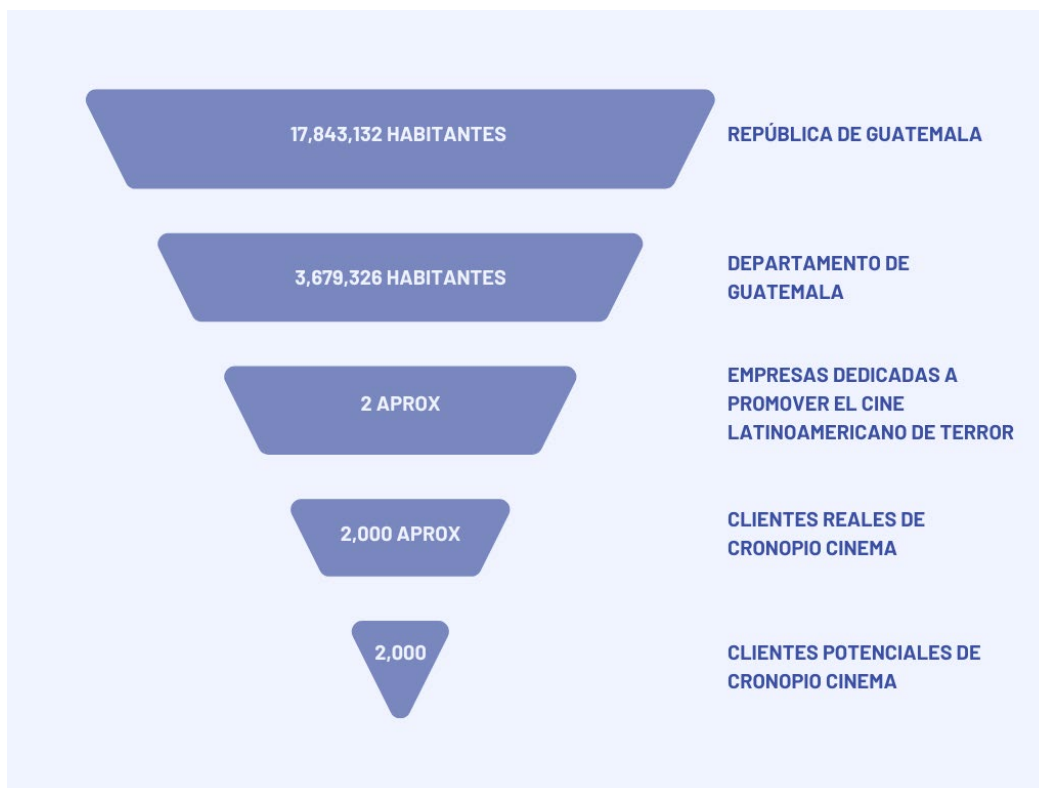 17,843,132 HABITANTES
REPÚBLICA DE GUATEMALA
3,679,326 HABITANTES
DEPARTAMENTO DE
GUATEMALA
2 APROX
EMPRESAS DEDICADAS A
PROMOVER EL CINE
LATINOAMERICANO DE TERROR
2,000 APROX
CLIENTES REALES DE
CRONOPIO CINEMA
2,000
CLIENTES POTENCIALES DE
CRONOPIO CINEMA